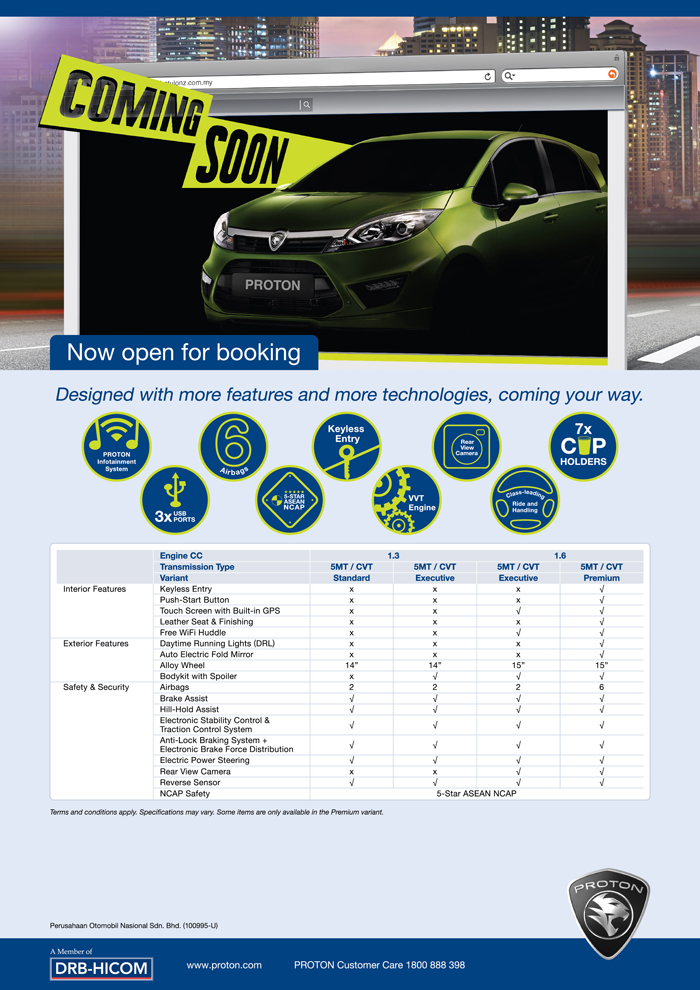 tulonz.com.my
COMING
SOON
PROTON
Now open for booking
Designed with more features and more technologies, coming your way.
PROTON
Infotainment
System
6
Airbags
Keyless
Entry
Rear
View
Camera
7x
CUP
HOLDERS
3x USB
PORTS
5-STAR
ASEAN
NCAP
VVT
Engine
Class-leading
Ride and
Handling
Engine CC 1.3 1.6
Transmission Type 5MT / CVT 5MT / CVT 5MT / CVT 5MT / CVT
Variant Standard Executive Executive Premium
Interior Features Keyless Entry x x x √
Push-Start Button x x x √
Touch Screen with Built-in GPS x x √ √
Leather Seat & Finishing x x x √
Free WiFi Huddle x x √ √
Exterior Features Daytime Running Lights (DRL) x x x √
Auto Electric Fold Mirror x x x √
Alloy Wheel 14" 14" 15" 15"
Bodykit with Spoiler x √ √ √
Safety & Security Airbags 2 2 2 6
Brake Assist √ √ √ √
Hill-Hold Assist √ √ √ √
Electronic Stability Control &
Traction Control System √ √ √ √
Anti-Lock Braking System +
Electronic Brake Force Distribution √ √ √ √
Electric Power Steering √ √ √ √
Rear View Camera x x √ √
Reverse Sensor √ √ √ √
NCAP Safety 5-Star ASEAN NCAP
Terms and conditions apply. Specifications may vary. Some items are only available in the Premium variant.
PROTON
Perusahaan Otomobil Nasional Sdn. Bhd. (100995-U)
A Member of
DRB-HICOM
www.proton.com PROTON Customer Care 1800 888 398